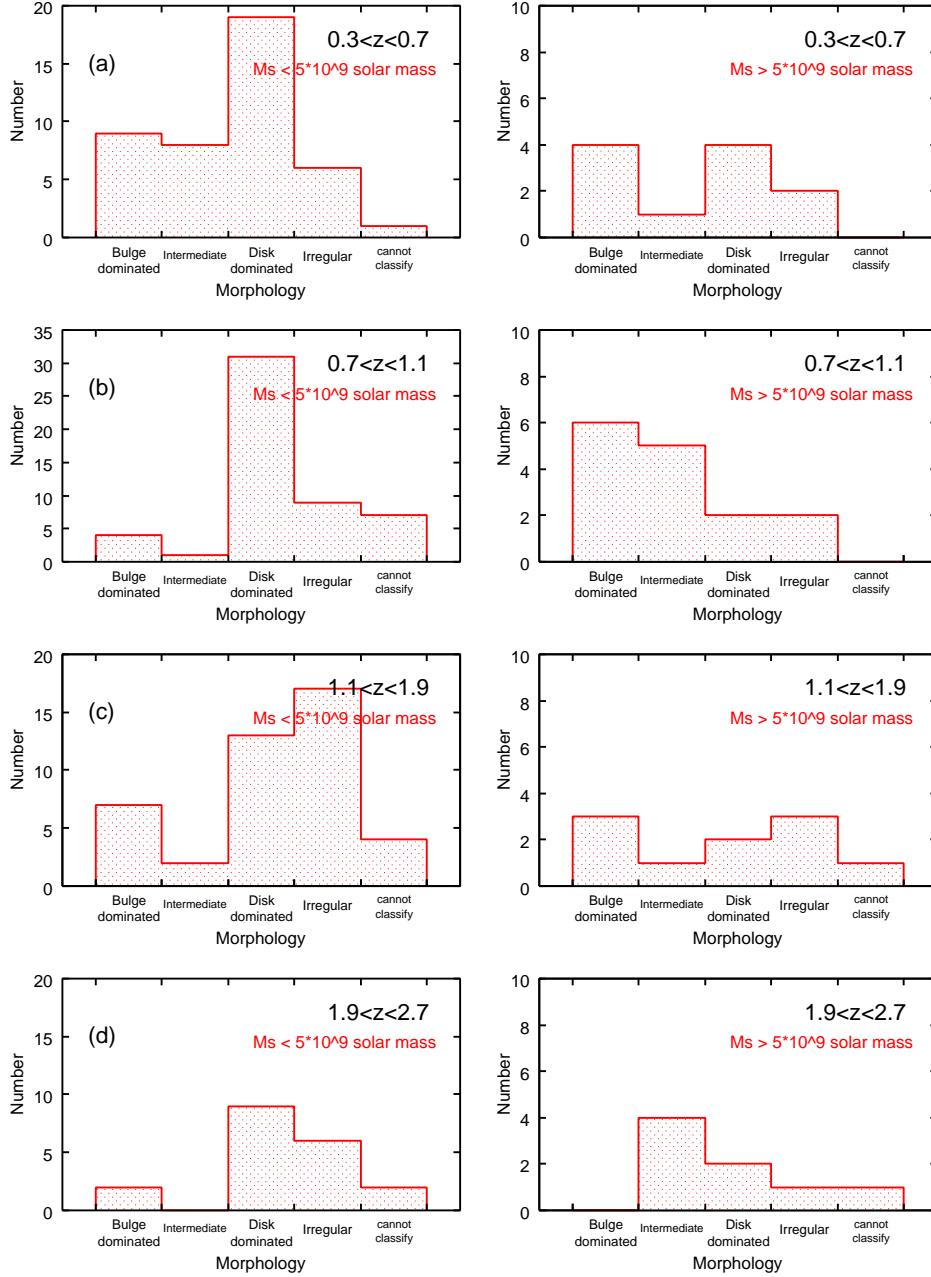 20
15
10
5
0
Number
(a)
0.3<z<0.7
Ms < 5*10^9 solar mass
Bulge dominated
Intermediate
Disk dominated
Irregular
cannot classify
Morphology
10
8
6
4
2
0
Number
0.3<z<0.7
Ms > 5*10^9 solar mass
Bulge dominated
Intermediate
Disk dominated
Irregular
cannot classify
Morphology
35
30
25
20
15
10
5
0
Number
(b)
0.7<z<1.1
Ms < 5*10^9 solar mass
Bulge dominated
Intermediate
Disk dominated
Irregular
cannot classify
Morphology
10
8
6
4
2
0
Number
0.7<z<1.1
Ms > 5*10^9 solar mass
Bulge dominated
Intermediate
Disk dominated
Irregular
cannot classify
Morphology
20
15
10
5
0
Number
(c)
1.1<z<1.9
Ms < 5*10^9 solar mass
Bulge dominated
Intermediate
Disk dominated
Irregular
cannot classify
Morphology
10
8
6
4
2
0
Number
1.1<z<1.9
Ms > 5*10^9 solar mass
Bulge dominated
Intermediate
Disk dominated
Irregular
cannot classify
Morphology
20
15
10
5
0
Number
(d)
1.9<z<2.7
Ms < 5*10^9 solar mass
Bulge dominated
Intermediate
Disk dominated
Irregular
cannot classify
Morphology
10
8
6
4
2
0
Number
1.9<z<2.7
Ms > 5*10^9 solar mass
Bulge dominated
Intermediate
Disk dominated
Irregular
cannot classify
Morphology